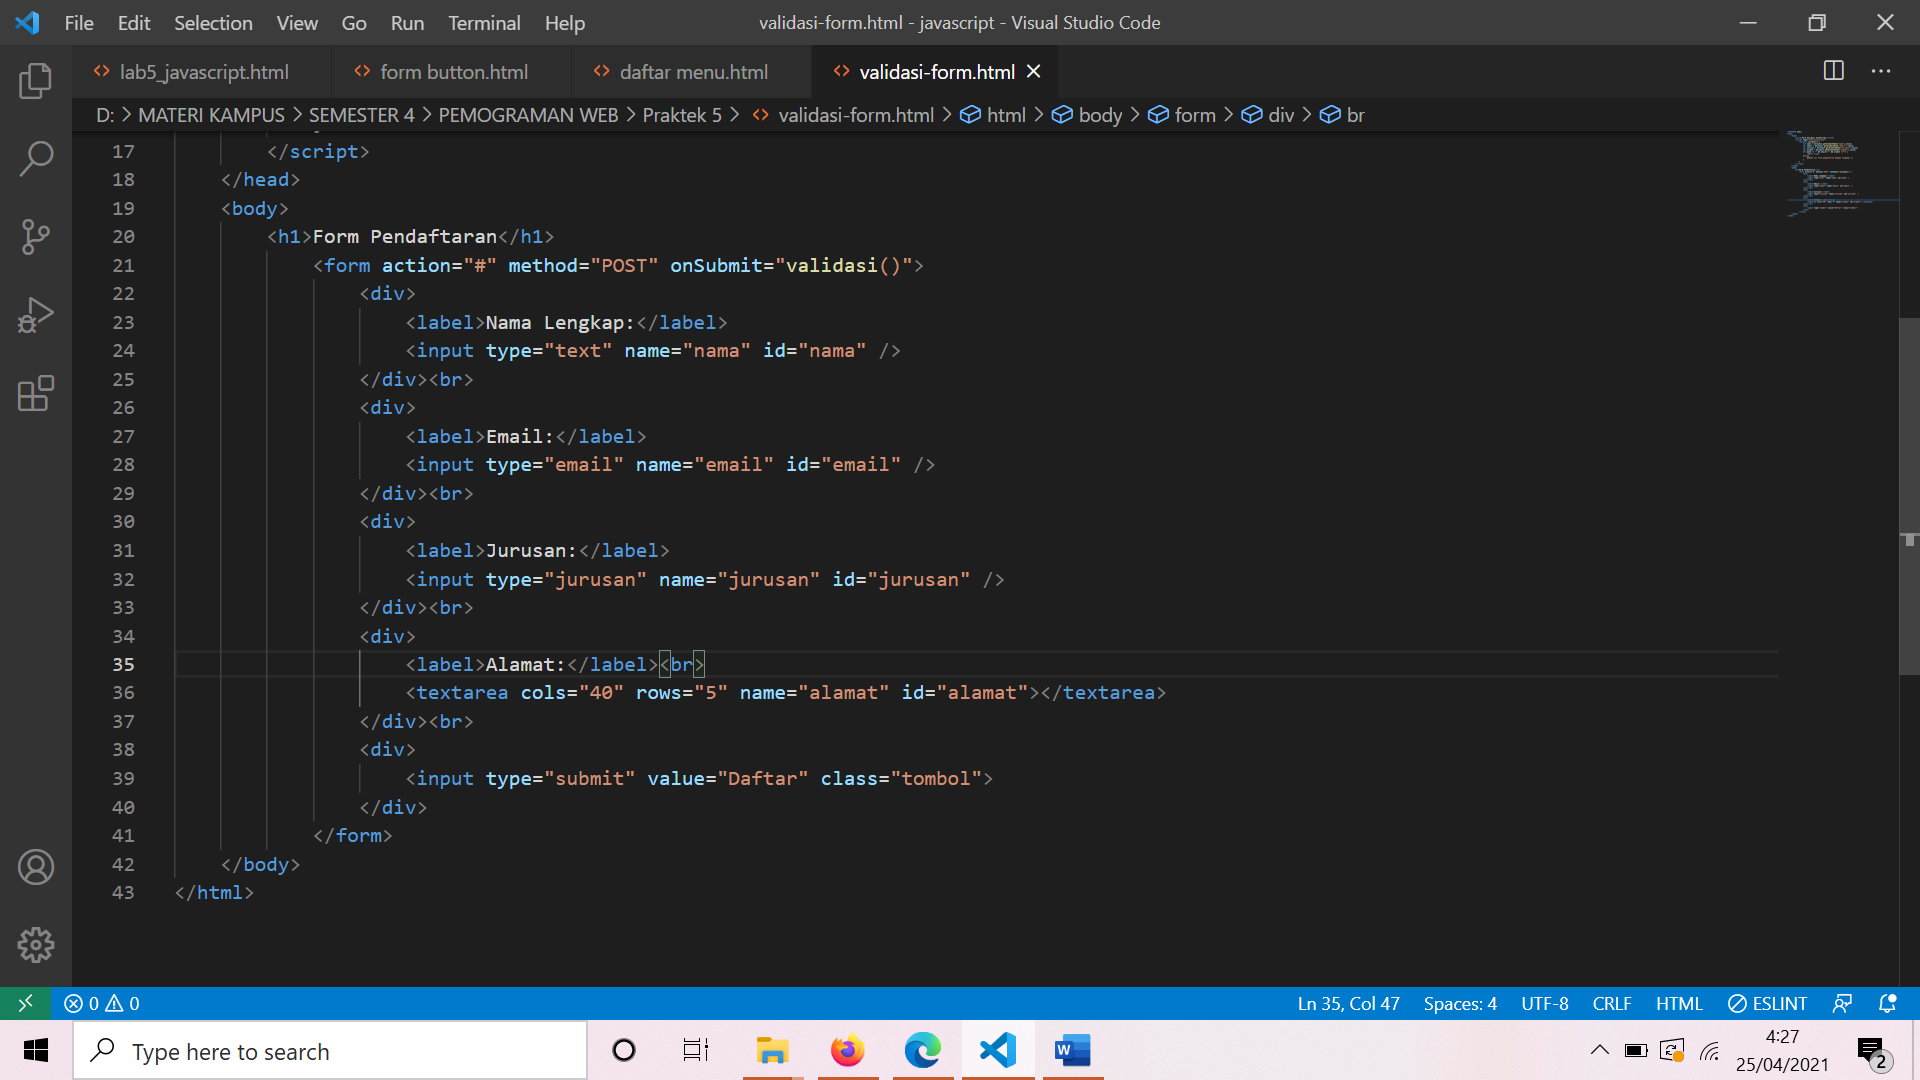 File Edit Selection View Go Run Terminal Help validasi-form.html - javascript - Visual Studio Code
lab5_javascript.html form button.html daftar menu.html validasi-form.html
D: > MATERI KAMPUS > SEMESTER 4 > PEMOGRAMAN WEB > Praktek 5 > validasi-form.html > html > body > form > div > br
17 </script>
18 </head>
19 <body>
20 <h1>Form Pendaftaran</h1>
21 <form action="#" method="POST" onSubmit="validasi()">
22 <div>
23 <label>Nama Lengkap:</label>
24 <input type="text" name="nama" id="nama" />
25 </div><br>
26 <div>
27 <label>Email:</label>
28 <input type="email" name="email" id="email" />
29 </div><br>
30 <div>
31 <label>Jurusan:</label>
32 <input type="jurusan" name="jurusan" id="jurusan" />
33 </div><br>
34 <div>
35 <label>Alamat:</label><br>
36 <textarea cols="40" rows="5" name="alamat" id="alamat"></textarea>
37 </div><br>
38 <div>
39 <input type="submit" value="Daftar" class="tombol">
40 </div>
41 </form>
42 </body>
43 </html>
0 0 Ln 35, Col 47 Spaces: 4 UTF-8 CRLF HTML ESLINT
Type here to search
4:27
25/04/2021
2